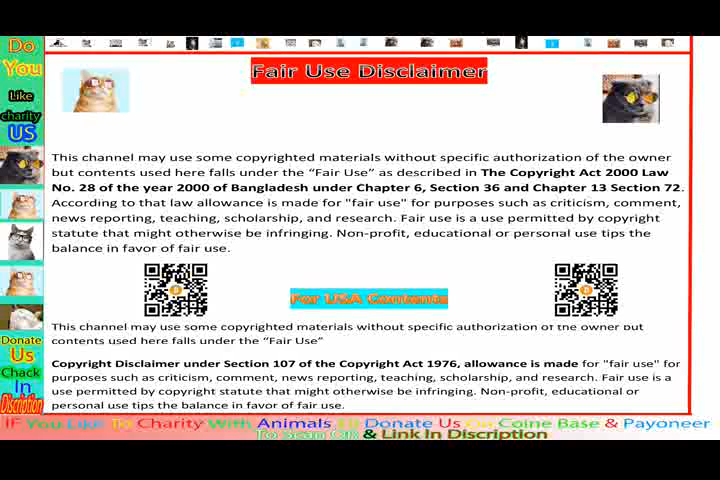 Do
You
Like
charity
US
Donate
Us
Chack
In
Discription
Fair Use Disclaimer
This channel may use some copyrighted materials without specific authorization of the owner
but contents used here falls under the “Fair Use” as described in The Copyright Act 2000 Law
No. 28 of the year 2000 of Bangladesh under Chapter 6, Section 36 and Chapter 13 Section 72.
According to that law allowance is made for "fair use" for purposes such as criticism, comment,
news reporting, teaching, scholarship, and research. Fair use is a use permitted by copyright
statute that might otherwise be infringing. Non-profit, educational or personal use tips the
balance in favor of fair use.
For USA Contents
This channel may use some copyrighted materials without specific authorization of the owner but
contents used here falls under the “Fair Use”
Copyright Disclaimer under Section 107 of the Copyright Act 1976, allowance is made for "fair use" for
purposes such as criticism, comment, news reporting, teaching, scholarship, and research. Fair use is a
use permitted by copyright statute that might otherwise be infringing. Non-profit, educational or
personal use tips the balance in favor of fair use.
IF You Like To Charity With Animals Donate Us On Coine Base & Payoneer
To Scan QR & Link In Discription